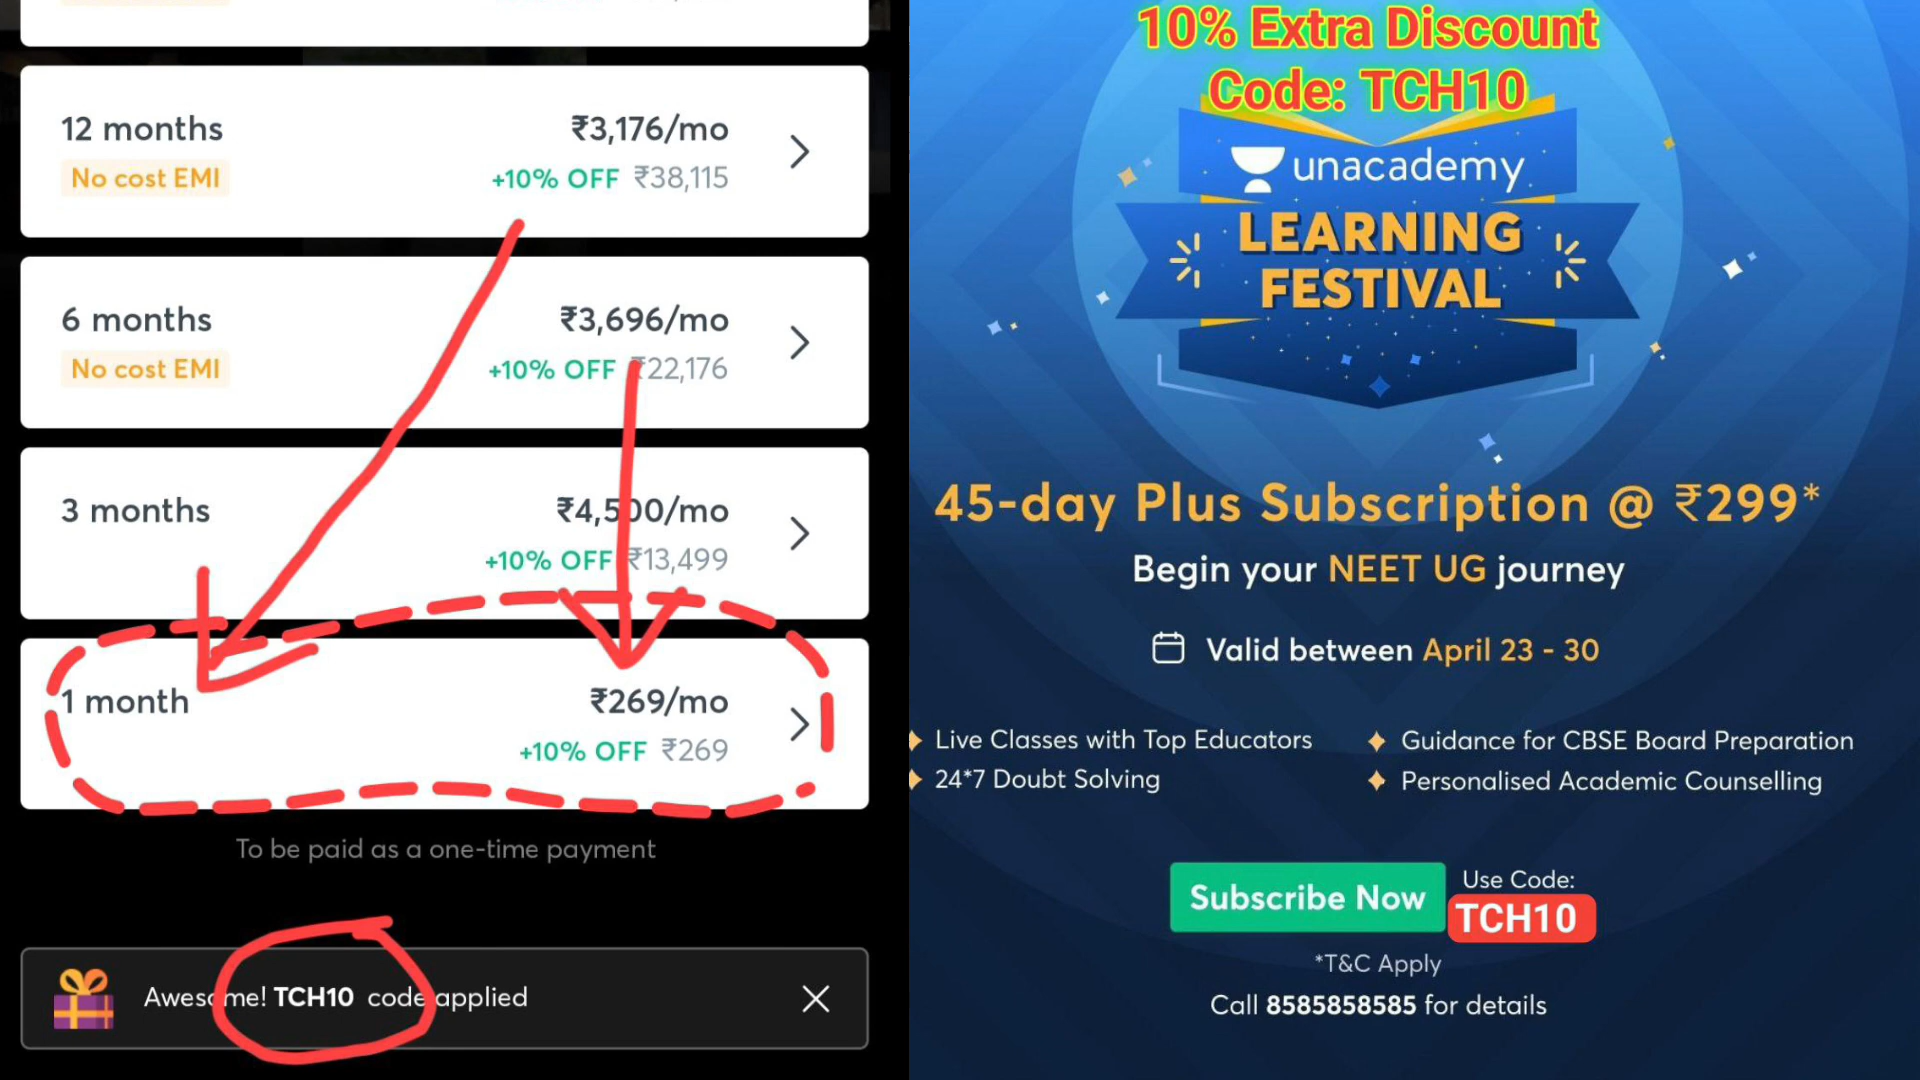 12 months
₹3,176/mo
No cost EMI
+10% OFF ₹38,115
6 months
₹3,696/mo
No cost EMI
+10% OFF ₹22,176
3 months
₹4,500/mo
+10% OFF ₹13,499
1 month
₹269/mo
+10% OFF ₹269
To be paid as a one-time payment
Awesome! TCH10 code applied
10% Extra Discount
Code: TCH10
unacademy
LEARNING
FESTIVAL
45-day Plus Subscription @ ₹299*
Begin your NEET UG journey
Valid between April 23 - 30
Live Classes with Top Educators
Guidance for CBSE Board Preparation
24*7 Doubt Solving
Personalised Academic Counselling
Subscribe Now
Use Code:
TCH10
*T&C Apply
Call 8585858585 for details